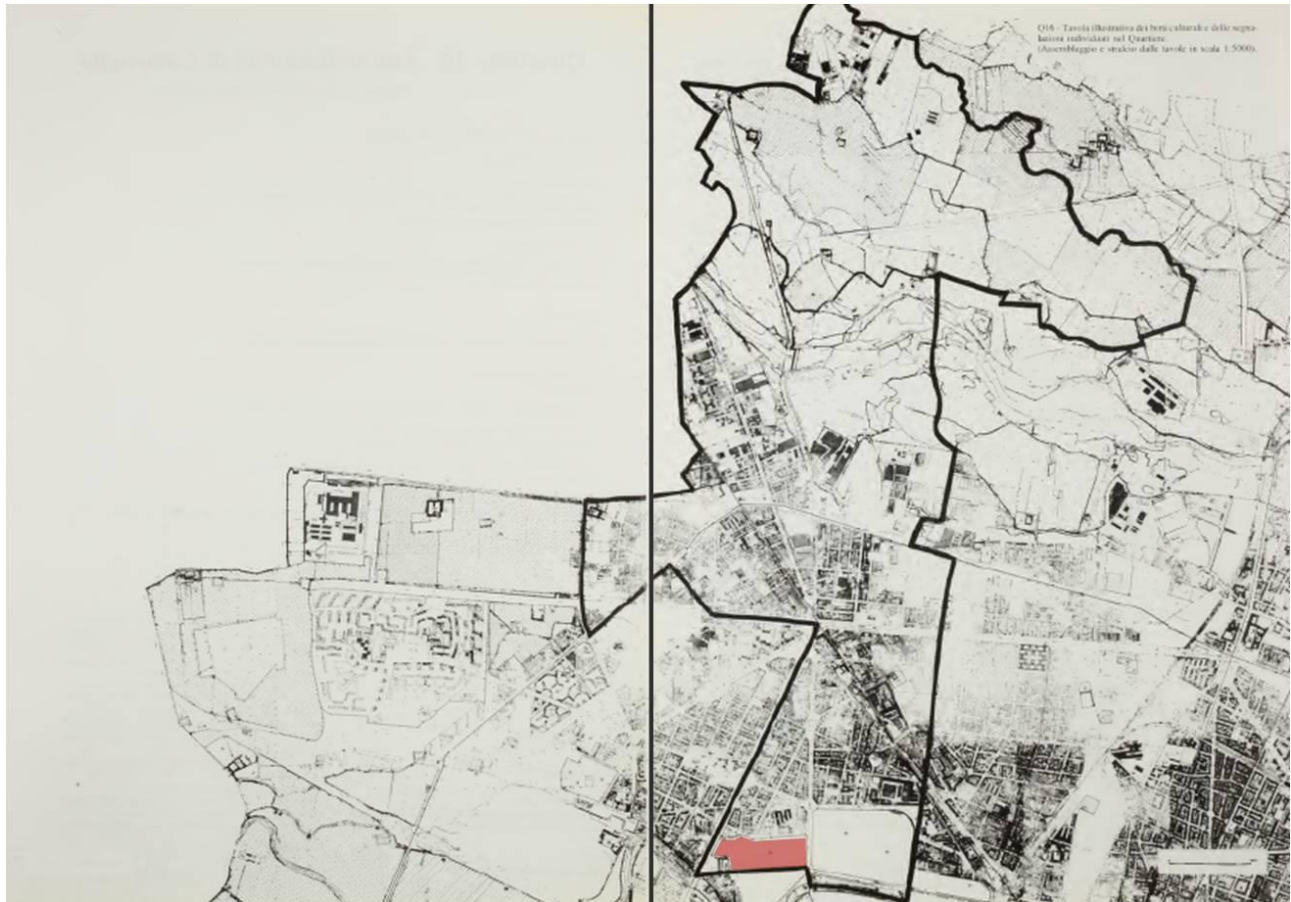 Q16 - Tavola illustrativa dei beni culturali e delle segna-
lazioni individuati nel Quartiere.
(Assemblaggio e stralcio dalle tavole in scala 1:5000).